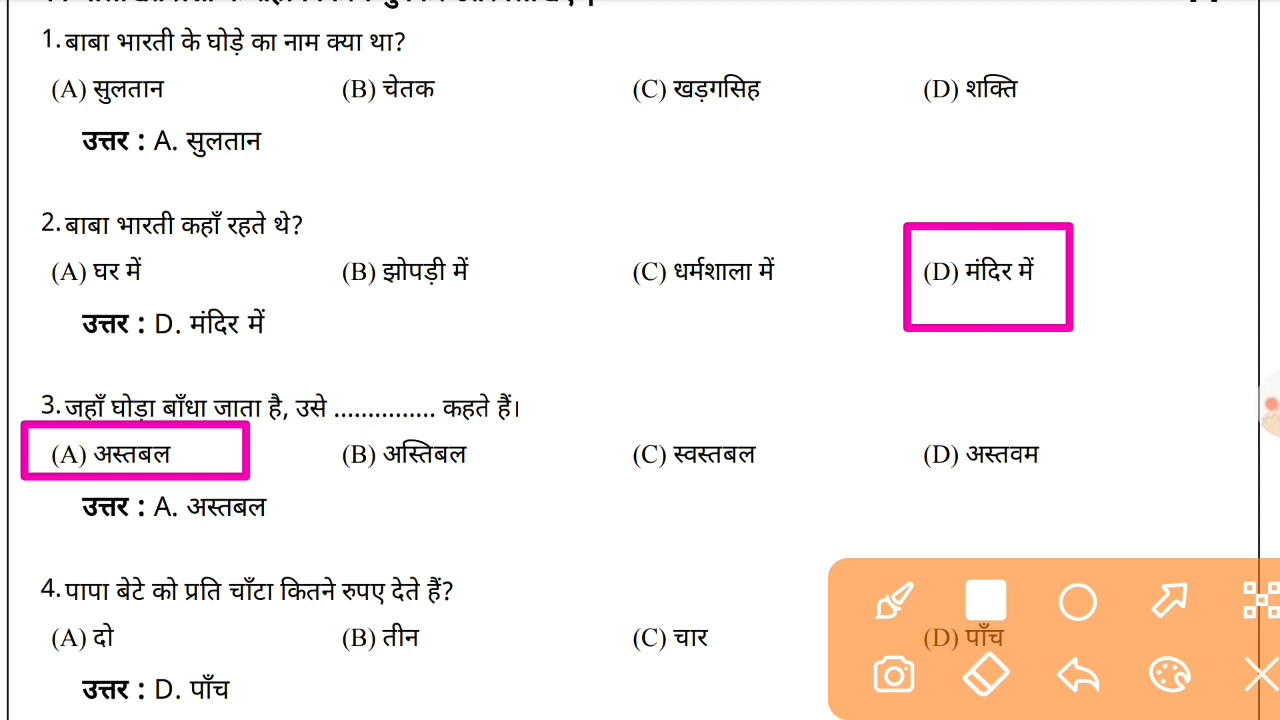 1. बाबा भारती के घोड़े का नाम क्या था?
(A) सुलतान (B) चेतक (C) खड़गसिह (D) शक्ति
उत्तर : A. सुलतान
2. बाबा भारती कहाँ रहते थे?
(A) घर में (B) झोपड़ी में (C) धर्मशाला में (D) मंदिर में
उत्तर : D. मंदिर में
3. जहाँ घोड़ा बाँधा जाता है, उसे ............... कहते हैं।
(A) अस्तबल (B) अस्तिबल (C) स्वस्तबल (D) अस्तवम
उत्तर : A. अस्तबल
4. पापा बेटे को प्रति चाँटा कितने रुपए देते हैं?
(A) दो (B) तीन (C) चार (D) पाँच
उत्तर : D. पाँच